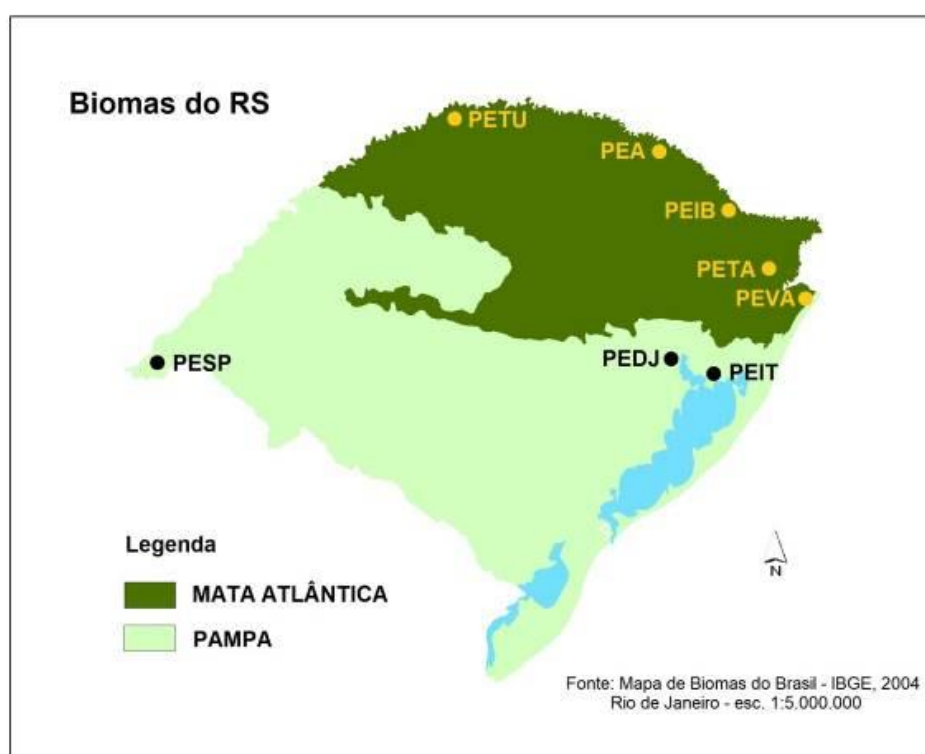 Biomas do RS
PETU
PEA
PEIB
PETA
PEVA
PESP
PEDJ
PEIT
Legenda
MATA ATLÂNTICA
PAMPA
N
Fonte: Mapa de Biomas do Brasil - IBGE, 2004
Rio de Janeiro - esc. 1:5.000.000